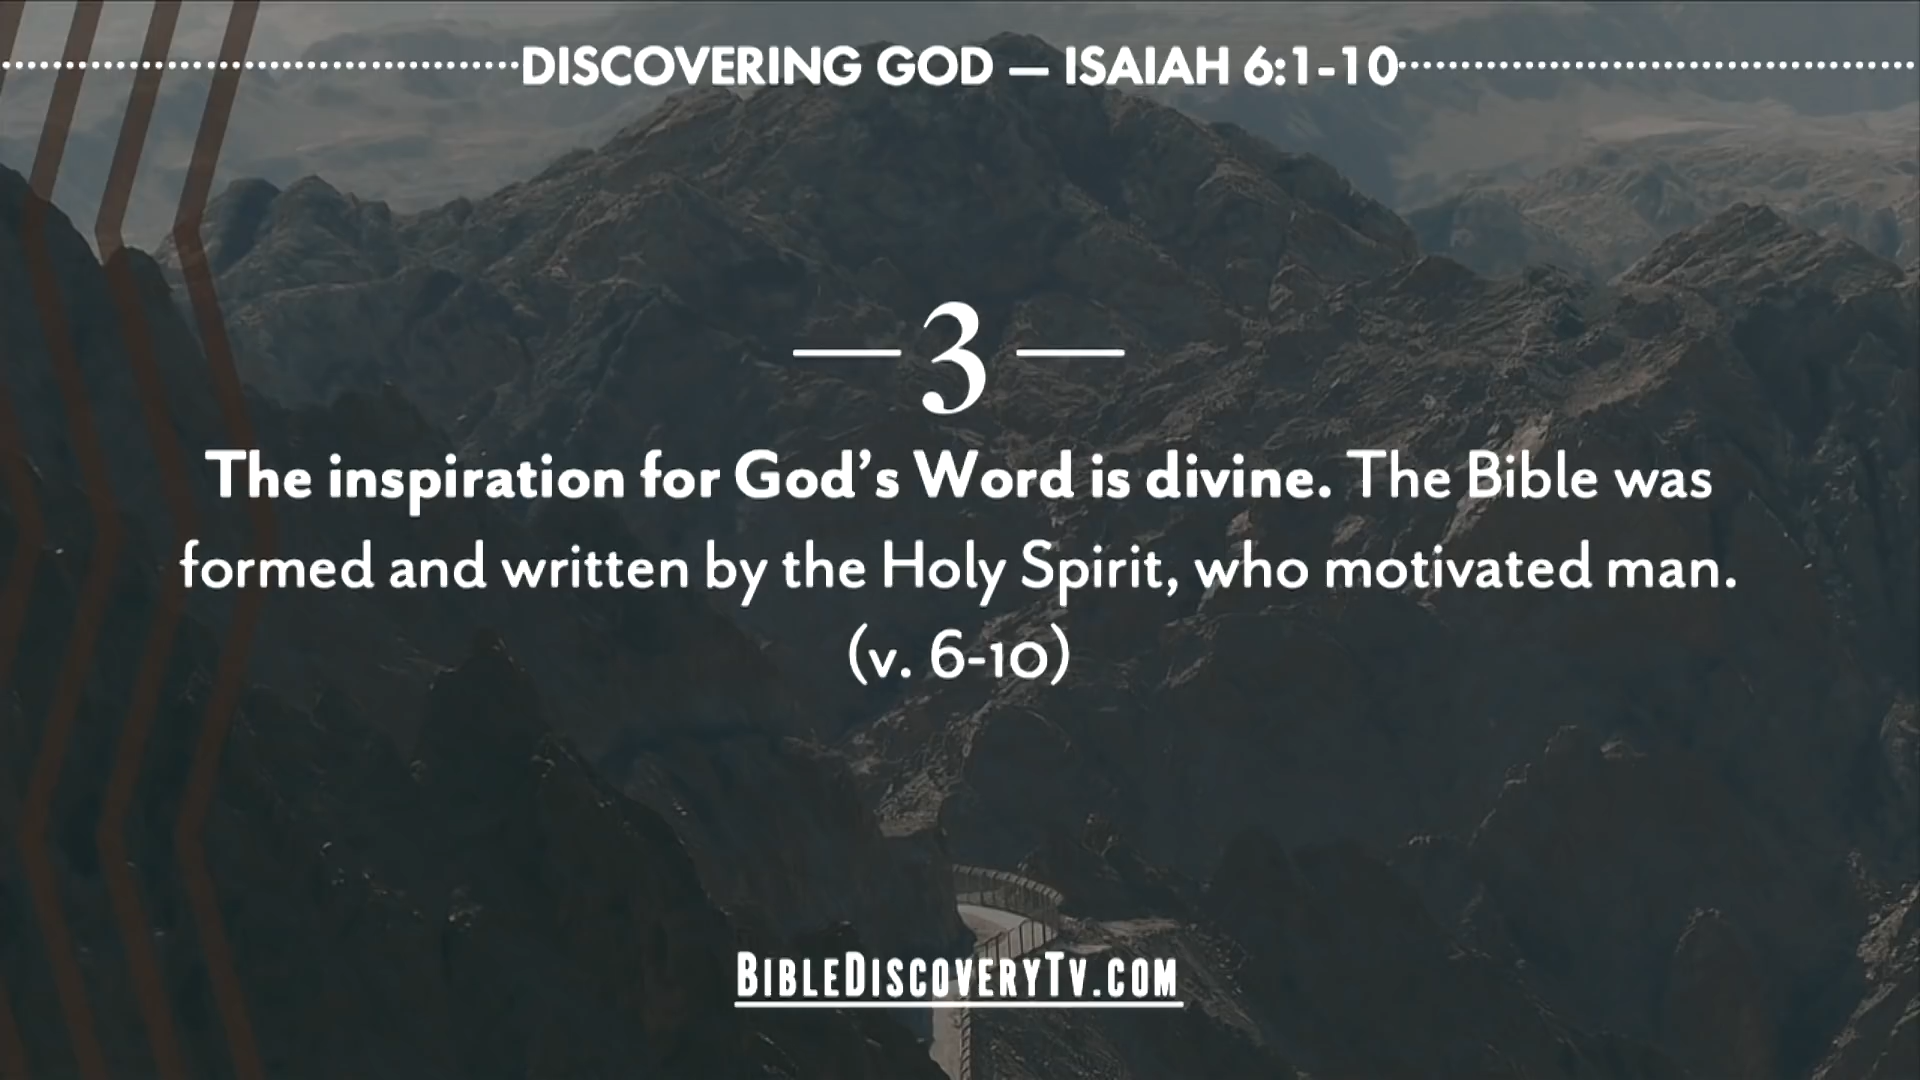 DISCOVERING GOD — ISAIAH 6:1-10
— 3 —
The inspiration for God’s Word is divine. The Bible was
formed and written by the Holy Spirit, who motivated man.
(v. 6-10)
BIBLEDISCOVERYTV.COM